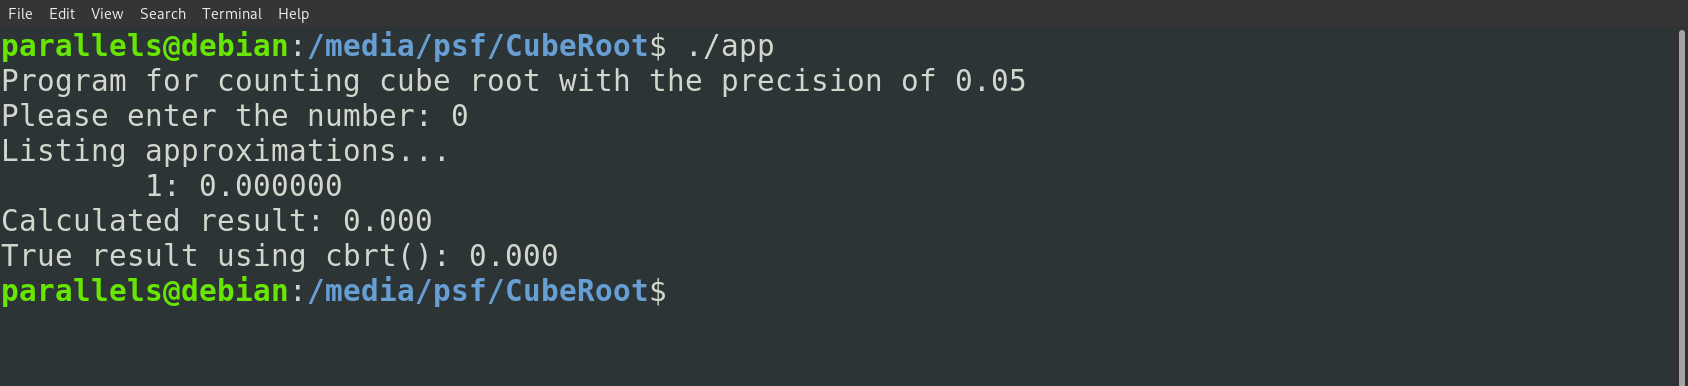 File Edit View Search Terminal Help
parallels@debian:/media/psf/CubeRoot$ ./app
Program for counting cube root with the precision of 0.05
Please enter the number: 0
Listing approximations...
        1: 0.000000
Calculated result: 0.000
True result using cbrt(): 0.000
parallels@debian:/media/psf/CubeRoot$